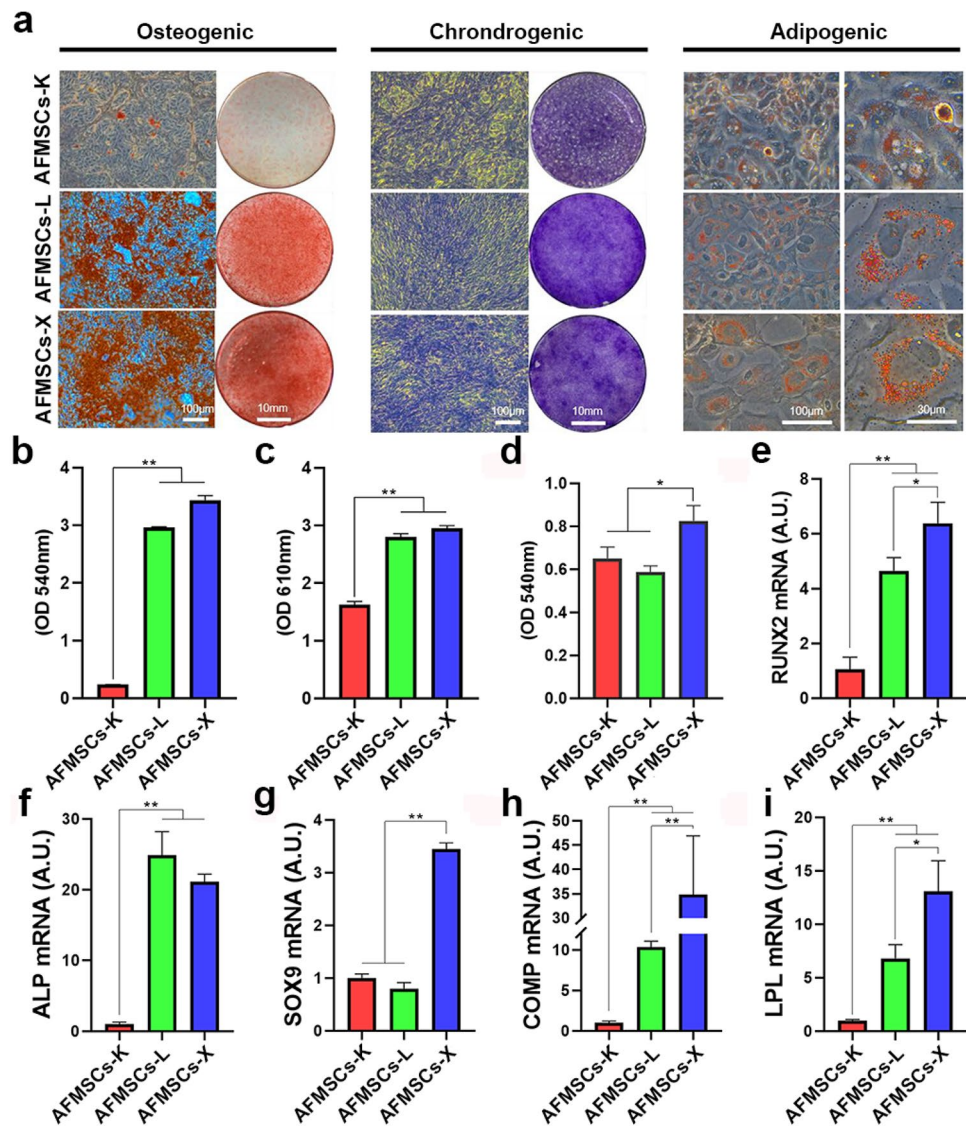 a
Osteogenic
Chrondrogenic
Adipogenic
AFMSCs-K
AFMSCs-L
AFMSCs-X
100μm
10mm
100μm
10mm
100μm
30μm
b
(OD 540nm)
4
3
2
1
0
**
AFMSCs-K
AFMSCs-L
AFMSCs-X
c
(OD 610nm)
4
3
2
1
0
**
AFMSCs-K
AFMSCs-L
AFMSCs-X
d
(OD 540nm)
1.0
0.8
0.6
0.4
0.2
0.0
*
AFMSCs-K
AFMSCs-L
AFMSCs-X
e
RUNX2 mRNA (A.U.)
8
6
4
2
0
**
*
AFMSCs-K
AFMSCs-L
AFMSCs-X
f
ALP mRNA (A.U.)
30
20
10
0
**
AFMSCs-K
AFMSCs-L
AFMSCs-X
g
SOX9 mRNA (A.U.)
4
3
2
1
0
**
AFMSCs-K
AFMSCs-L
AFMSCs-X
h
COMP mRNA (A.U.)
50
45
40
35
30
10
5
0
**
**
AFMSCs-K
AFMSCs-L
AFMSCs-X
i
LPL mRNA (A.U.)
20
15
10
5
0
**
*
AFMSCs-K
AFMSCs-L
AFMSCs-X